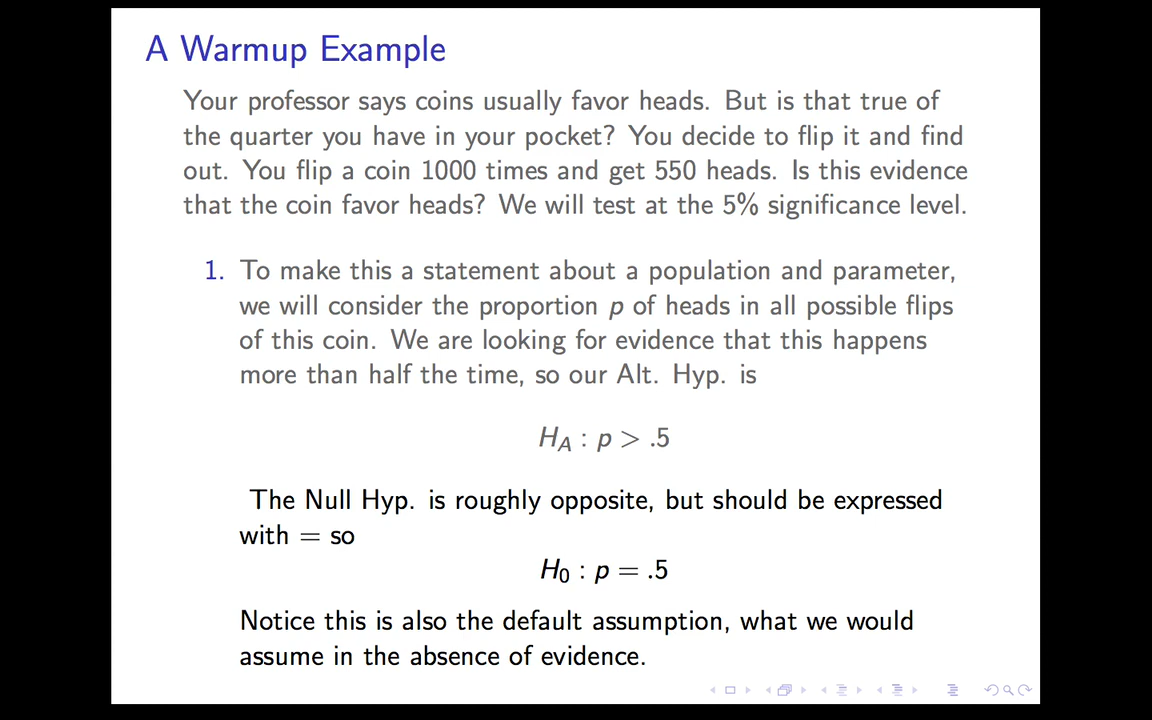 A Warmup Example
Your professor says coins usually favor heads. But is that true of
the quarter you have in your pocket? You decide to flip it and find
out. You flip a coin 1000 times and get 550 heads. Is this evidence
that the coin favor heads? We will test at the 5% significance level.
1. To make this a statement about a population and parameter,
we will consider the proportion p of heads in all possible flips
of this coin. We are looking for evidence that this happens
more than half the time, so our Alt. Hyp. is
H_A : p > .5
The Null Hyp. is roughly opposite, but should be expressed
with = so
H_0 : p = .5
Notice this is also the default assumption, what we would
assume in the absence of evidence.